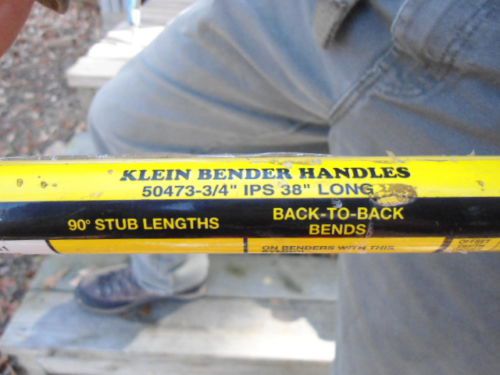 KLEIN BENDER HANDLES
50473-3/4" IPS 38" LONG
90° STUB LENGTHS
BACK-TO-BACK
BENDS
ON BENDERS WITH THIS
OFFSET